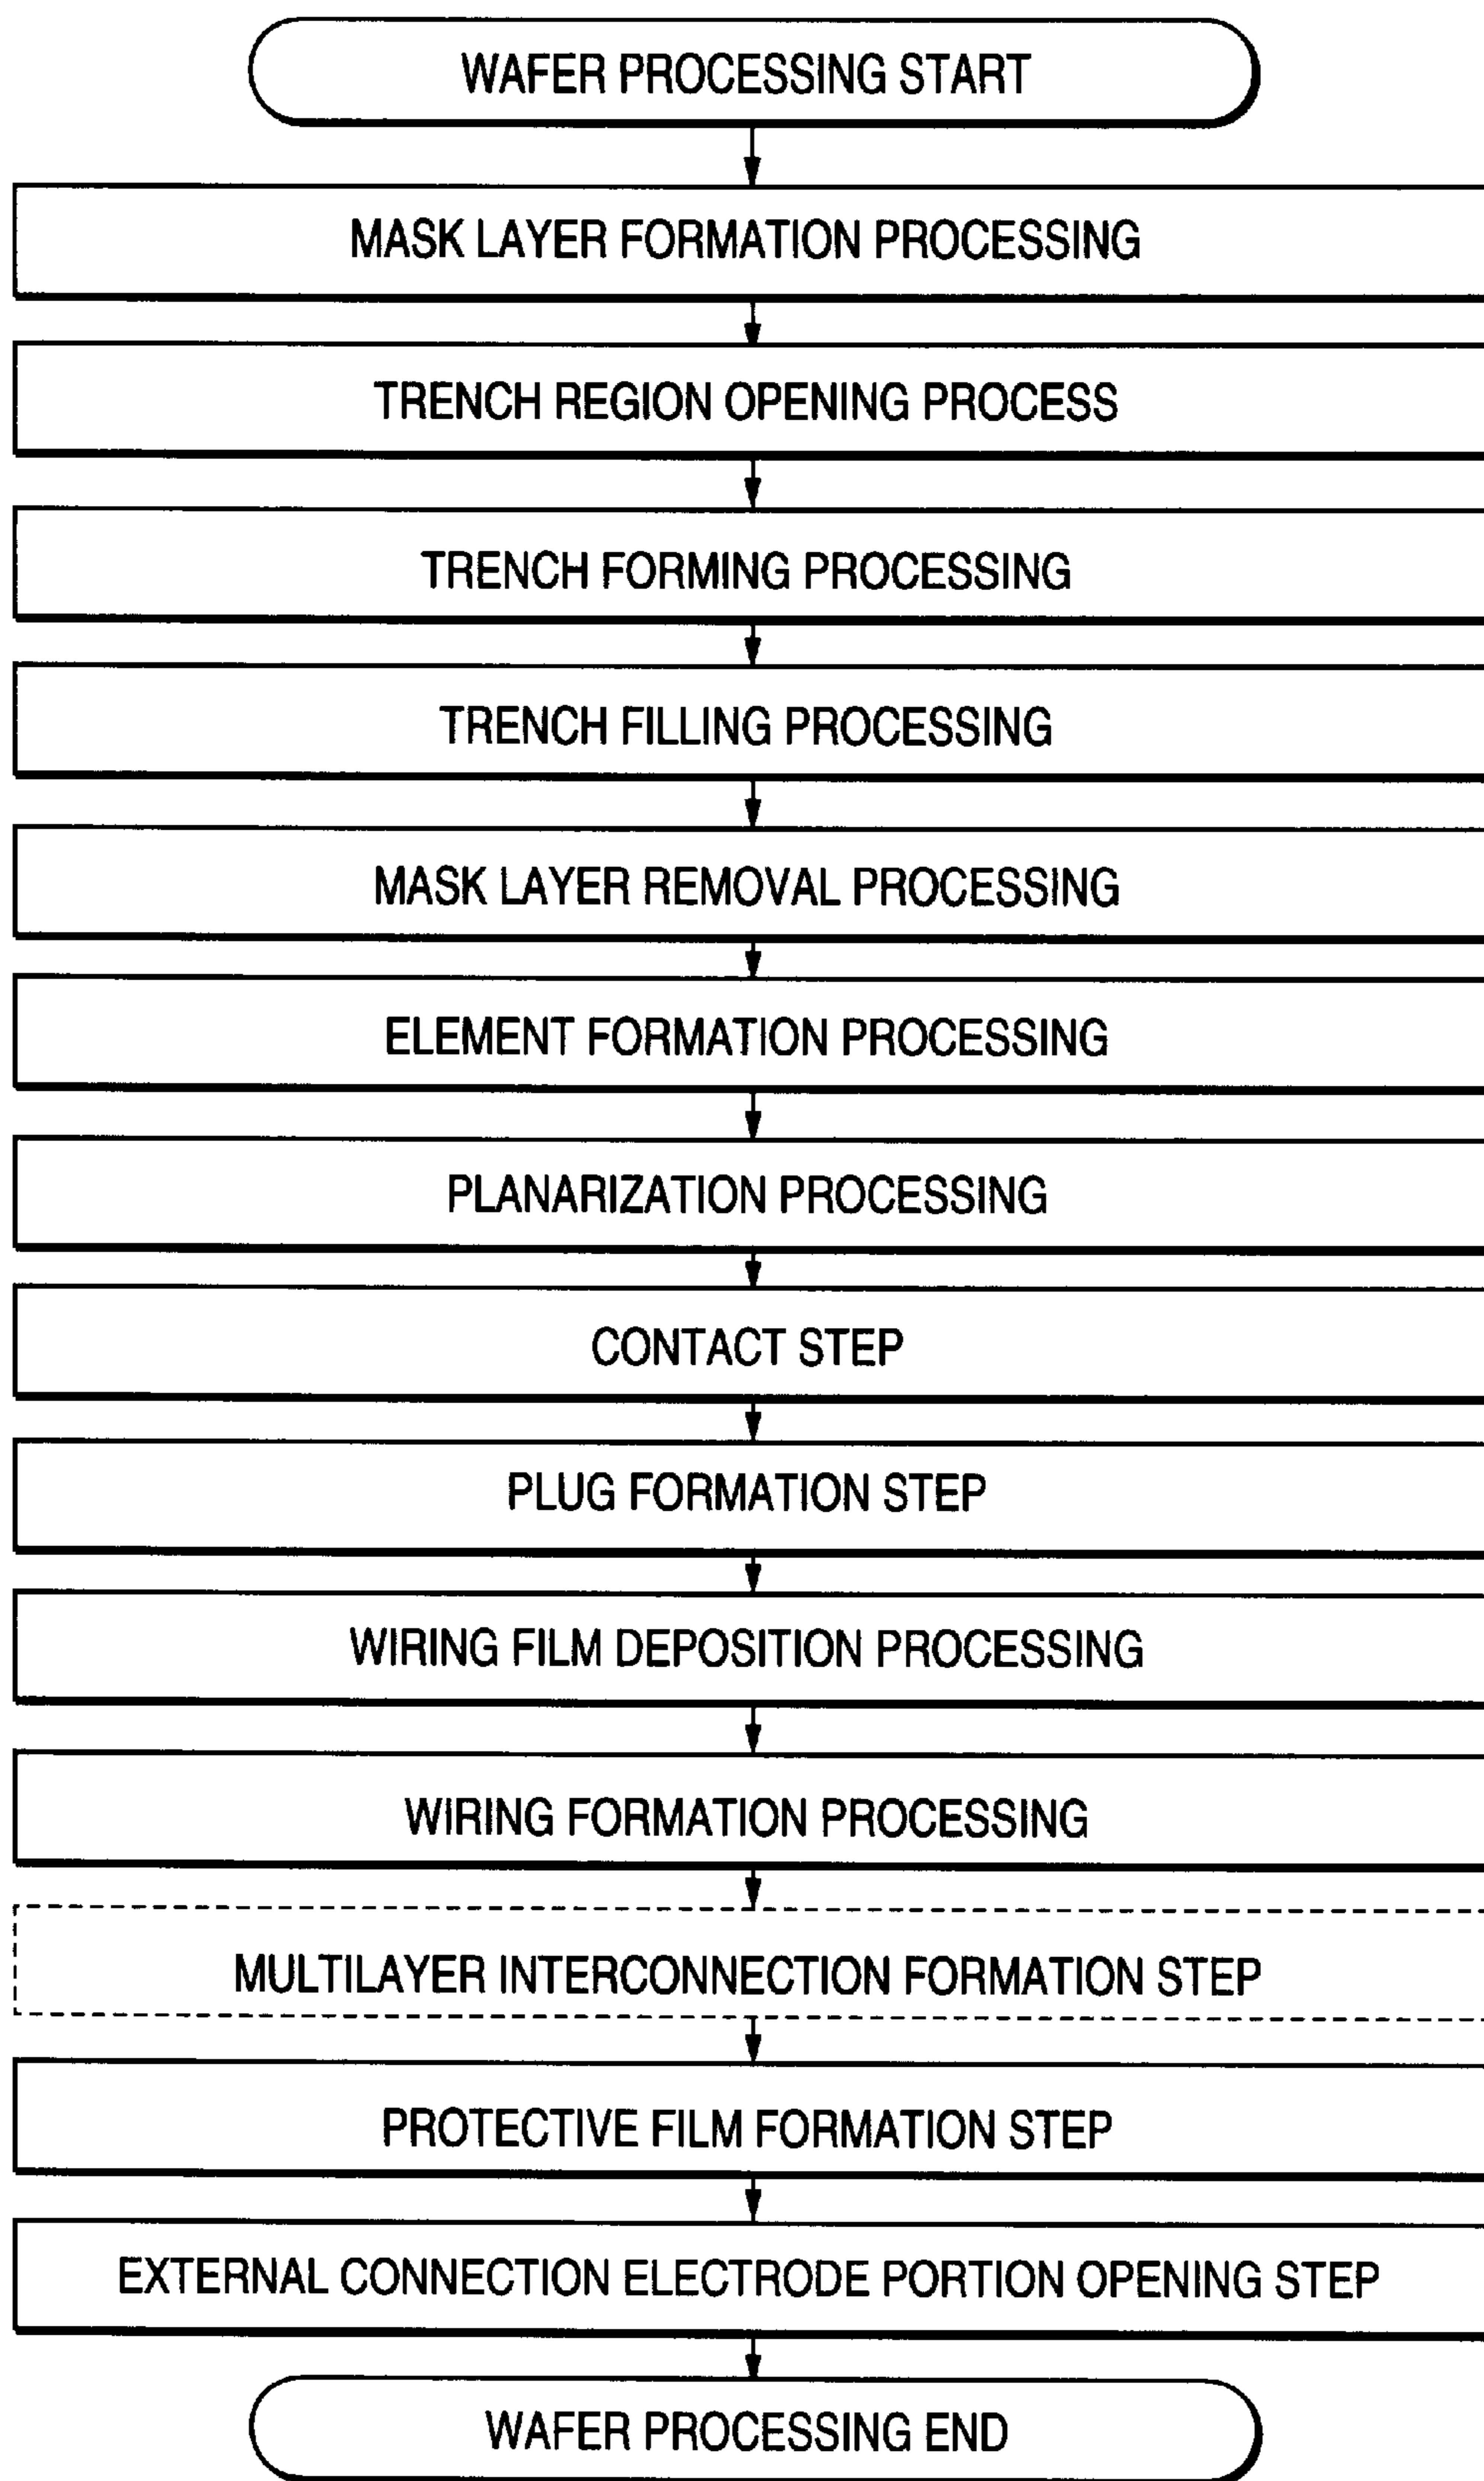 WAFER PROCESSING START
MASK LAYER FORMATION PROCESSING
TRENCH REGION OPENING PROCESS
TRENCH FORMING PROCESSING
TRENCH FILLING PROCESSING
MASK LAYER REMOVAL PROCESSING
ELEMENT FORMATION PROCESSING
PLANARIZATION PROCESSING
CONTACT STEP
PLUG FORMATION STEP
WIRING FILM DEPOSITION PROCESSING
WIRING FORMATION PROCESSING
MULTILAYER INTERCONNECTION FORMATION STEP
PROTECTIVE FILM FORMATION STEP
EXTERNAL CONNECTION ELECTRODE PORTION OPENING STEP
WAFER PROCESSING END